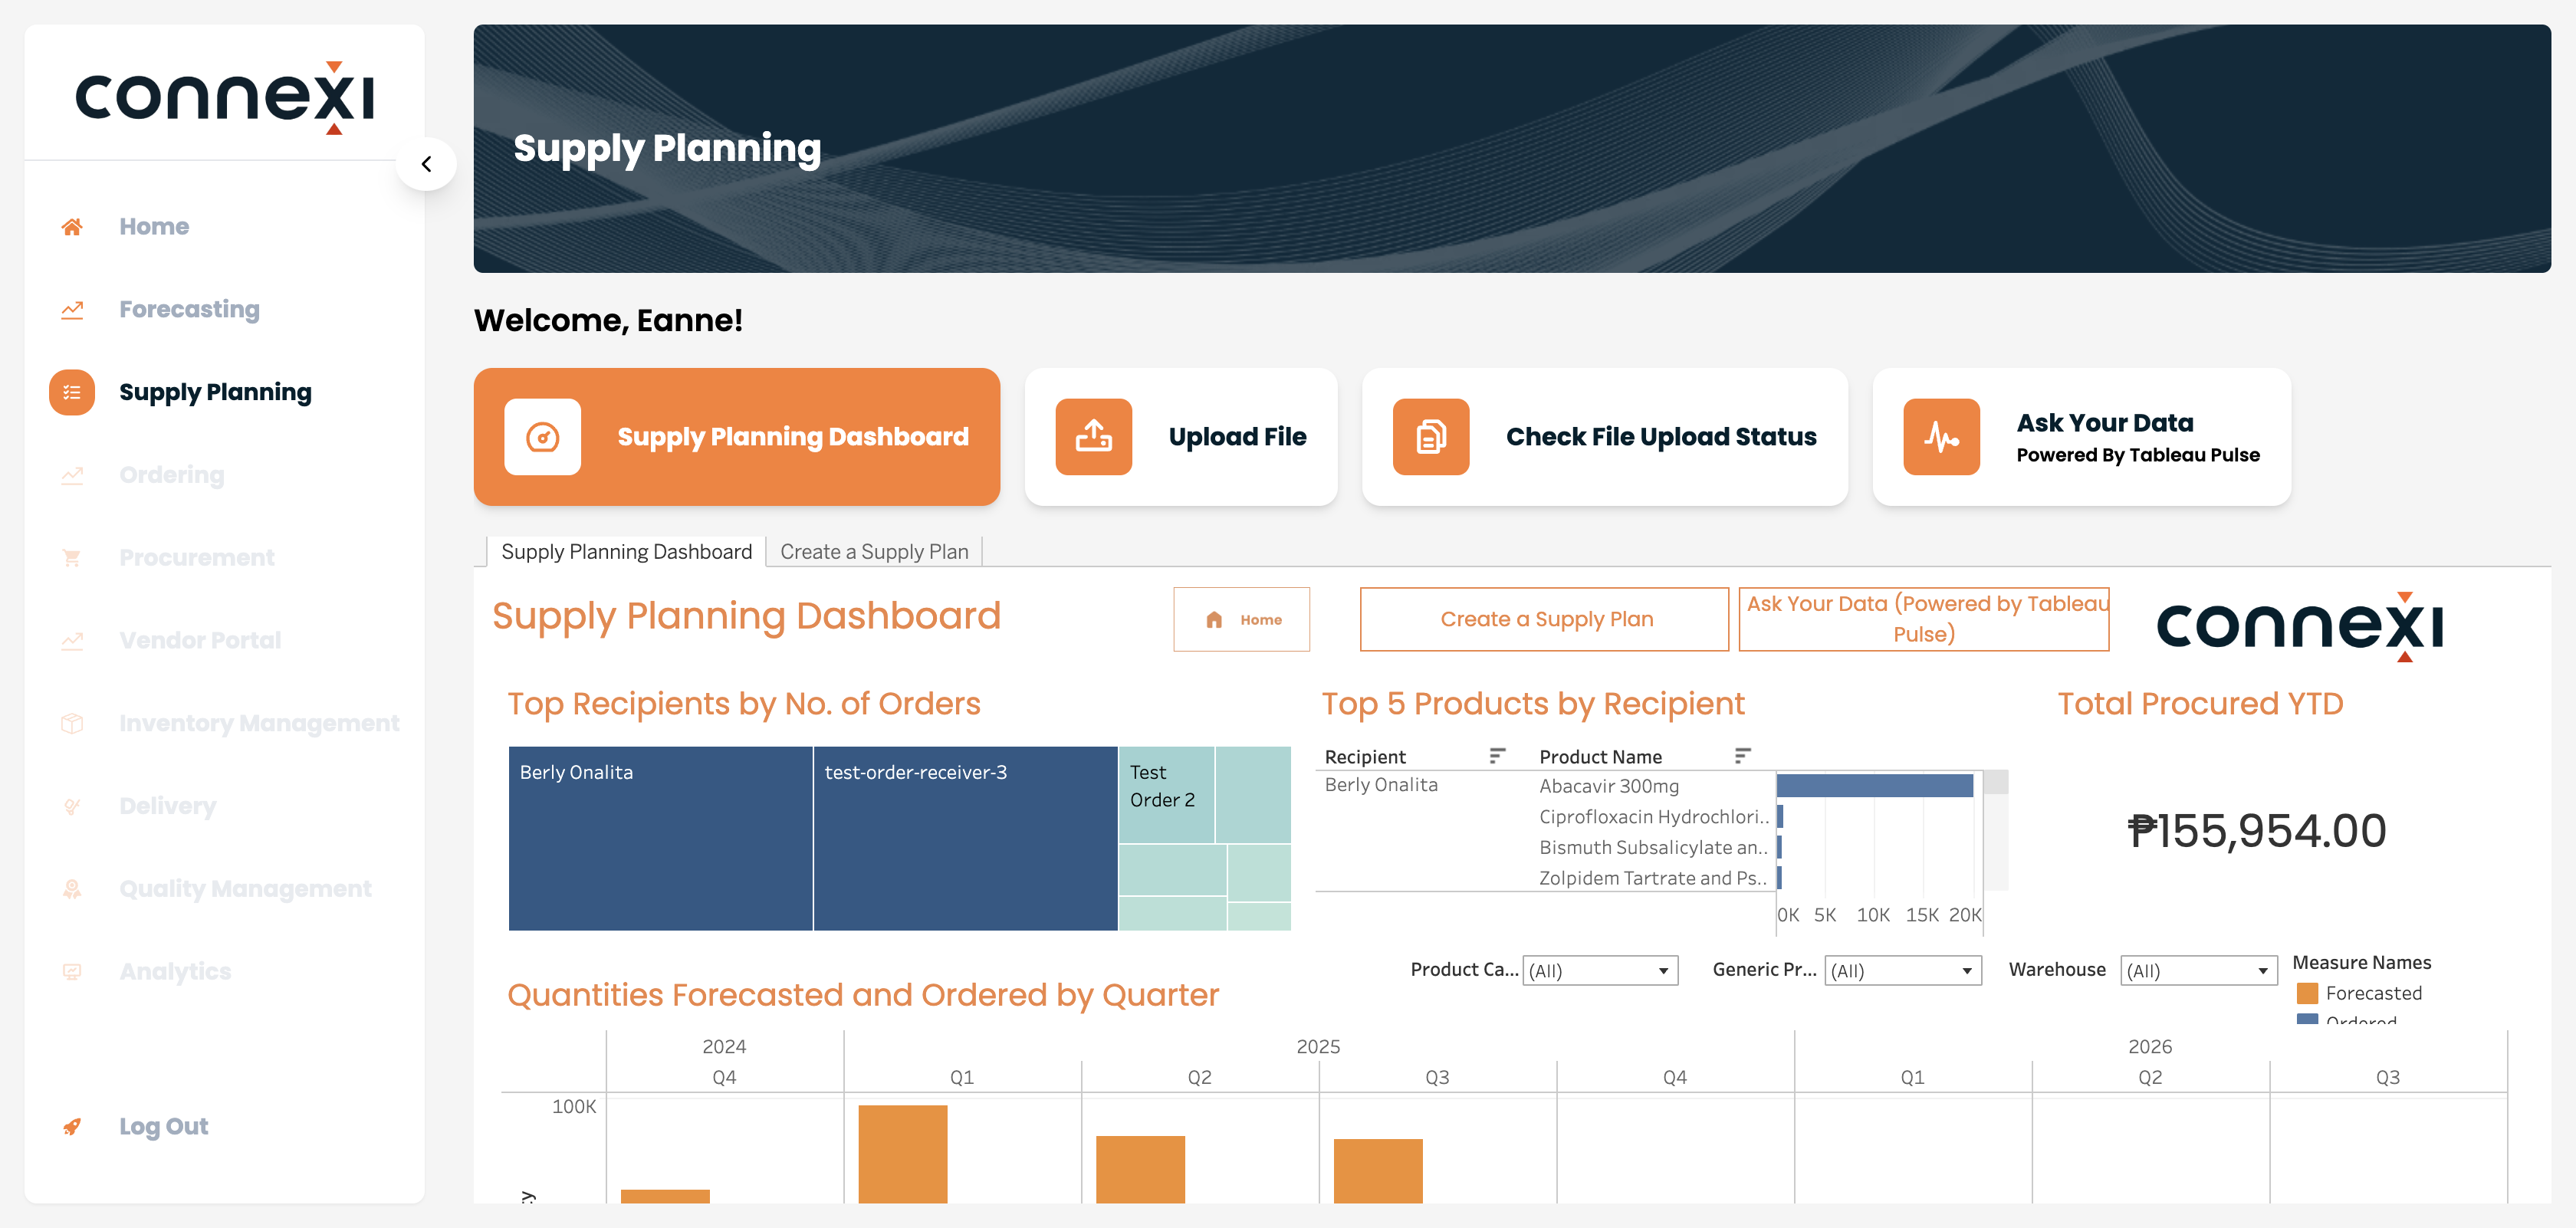 connexi
Home
Forecasting
Supply Planning
Ordering
Procurement
Vendor Portal
Inventory Management
Delivery
Quality Management
Analytics
Log Out
Supply Planning
Welcome, Eanne!
Supply Planning Dashboard
Upload File
Check File Upload Status
Ask Your Data
Powered By Tableau Pulse
Supply Planning Dashboard
Create a Supply Plan
Supply Planning Dashboard
Home
Create a Supply Plan
Ask Your Data (Powered by Tableau
Pulse)
connexi
Top Recipients by No. of Orders
Berly Onalita
test-order-receiver-3
Test
Order 2
Top 5 Products by Recipient
Recipient
Product Name
Berly Onalita
Abacavir 300mg
Ciprofloxacin Hydrochlori..
Bismuth Subsalicylate an..
Zolpidem Tartrate and Ps..
0K 5K 10K 15K 20K
Total Procured YTD
₱155,954.00
Product Ca... (All)
Generic Pr... (All)
Warehouse (All)
Measure Names
Forecasted
Ordered
Quantities Forecasted and Ordered by Quarter
2024 2025 2026
Q4 Q1 Q2 Q3 Q4 Q1 Q2 Q3
100K